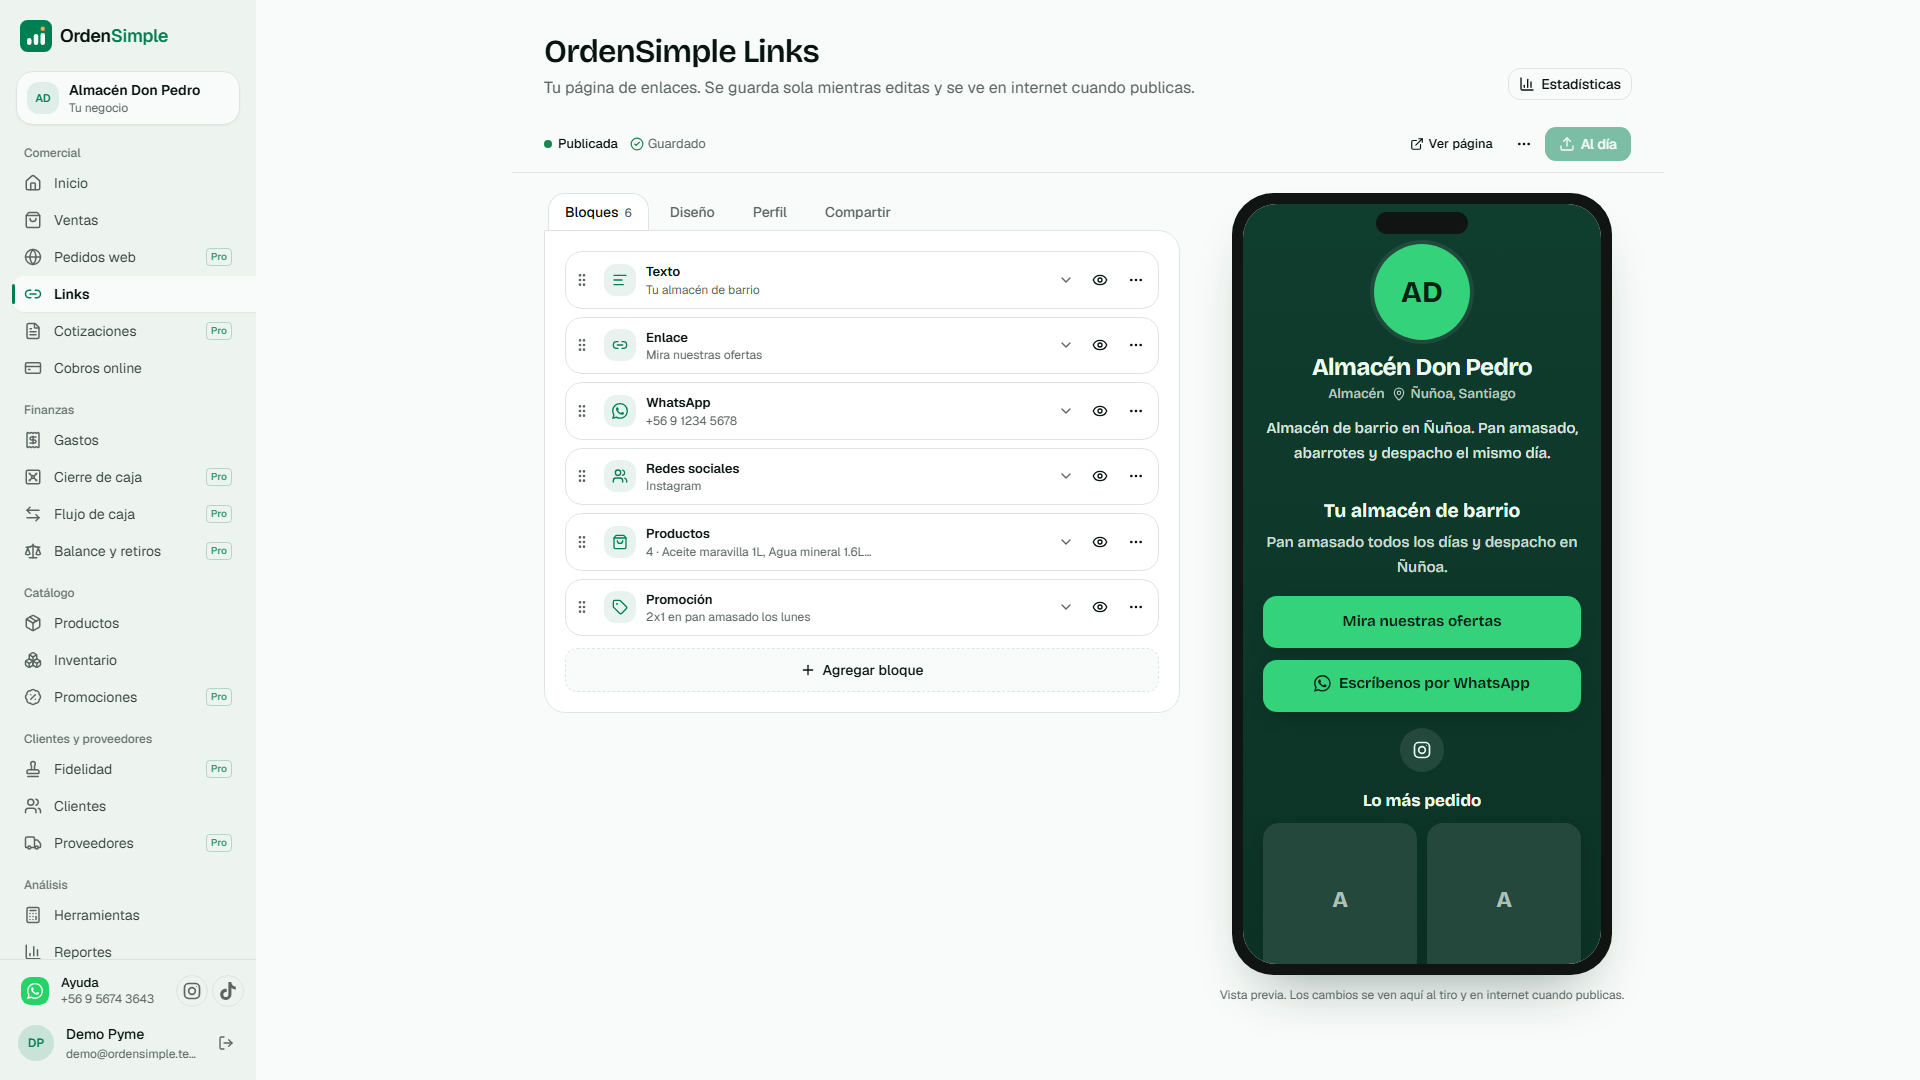 OrdenSimple
AD
Almacén Don Pedro
Tu negocio
Comercial
Inicio
Ventas
Pedidos web Pro
Links
Cotizaciones Pro
Cobros online
Finanzas
Gastos
Cierre de caja Pro
Flujo de caja Pro
Balance y retiros Pro
Catálogo
Productos
Inventario
Promociones Pro
Clientes y proveedores
Fidelidad Pro
Clientes
Proveedores Pro
Análisis
Herramientas
Reportes
Ayuda
+56 9 5674 3643
DP
Demo Pyme
demo@ordensimple.te...
OrdenSimple Links
Tu página de enlaces. Se guarda sola mientras editas y se ve en internet cuando publicas.
Estadísticas
Publicada Guardado
Ver página
Al día
Bloques 6 Diseño Perfil Compartir
Texto
Tu almacén de barrio
Enlace
Mira nuestras ofertas
WhatsApp
+56 9 1234 5678
Redes sociales
Instagram
Productos
4 · Aceite maravilla 1L, Agua mineral 1.6L...
Promoción
2x1 en pan amasado los lunes
Agregar bloque
AD
Almacén Don Pedro
Almacén Ñuñoa, Santiago
Almacén de barrio en Ñuñoa. Pan amasado,
abarrotes y despacho el mismo día.
Tu almacén de barrio
Pan amasado todos los días y despacho en
Ñuñoa.
Mira nuestras ofertas
Escríbenos por WhatsApp
Lo más pedido
A A
Vista previa. Los cambios se ven aquí al tiro y en internet cuando publicas.